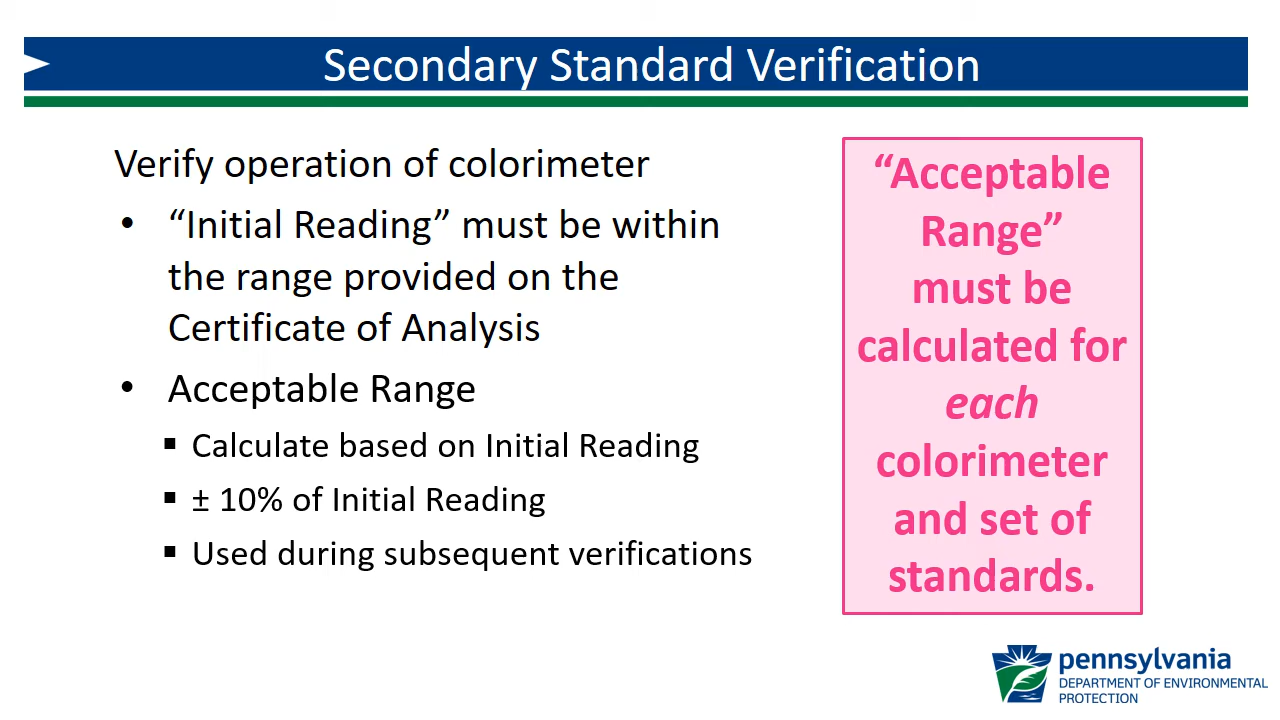 Secondary Standard Verification
Verify operation of colorimeter
• “Initial Reading” must be within
the range provided on the
Certificate of Analysis
• Acceptable Range
▪ Calculate based on Initial Reading
▪ ± 10% of Initial Reading
▪ Used during subsequent verifications
“Acceptable
Range”
must be
calculated for
each
colorimeter
and set of
standards.
pennsylvania
DEPARTMENT OF ENVIRONMENTAL
PROTECTION